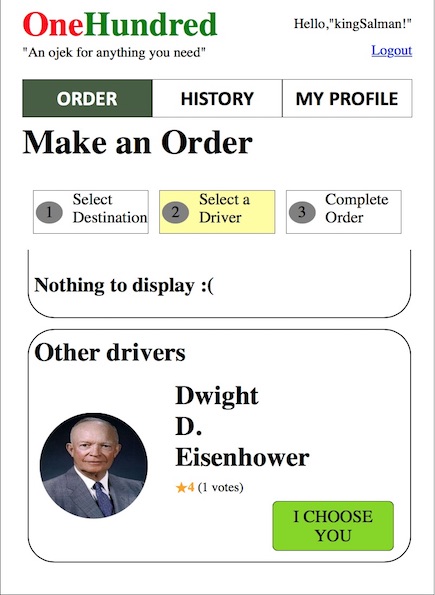 OneHundred
Hello,"kingSalman!"
"An ojek for anything you need"
Logout
ORDER
HISTORY
MY PROFILE
Make an Order
1
Select
Destination
2
Select a
Driver
3
Complete
Order
Nothing to display :(
Other drivers
Dwight
D.
Eisenhower
★4 (1 votes)
I CHOOSE
YOU